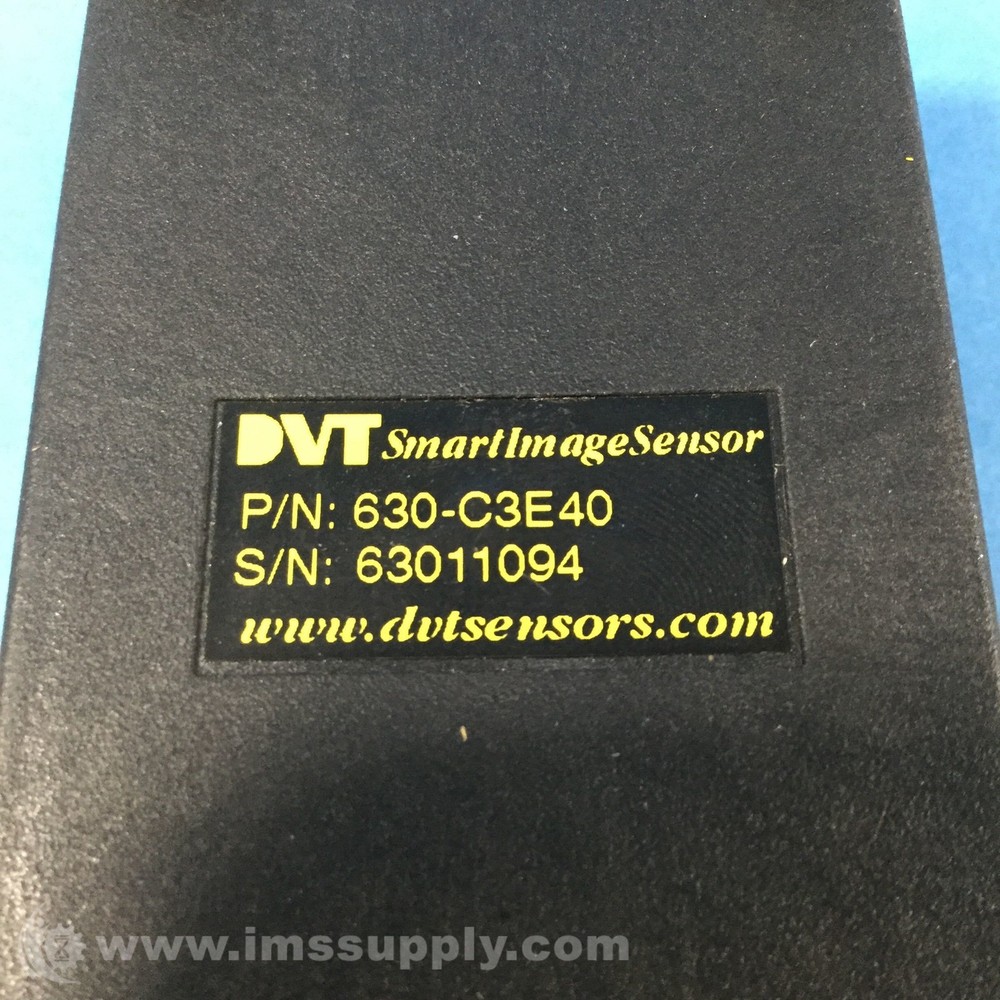 DVT SmartImageSensor
P/N: 630-C3E40
S/N: 63011094
www.dvtsensors.com
www.imssupply.com